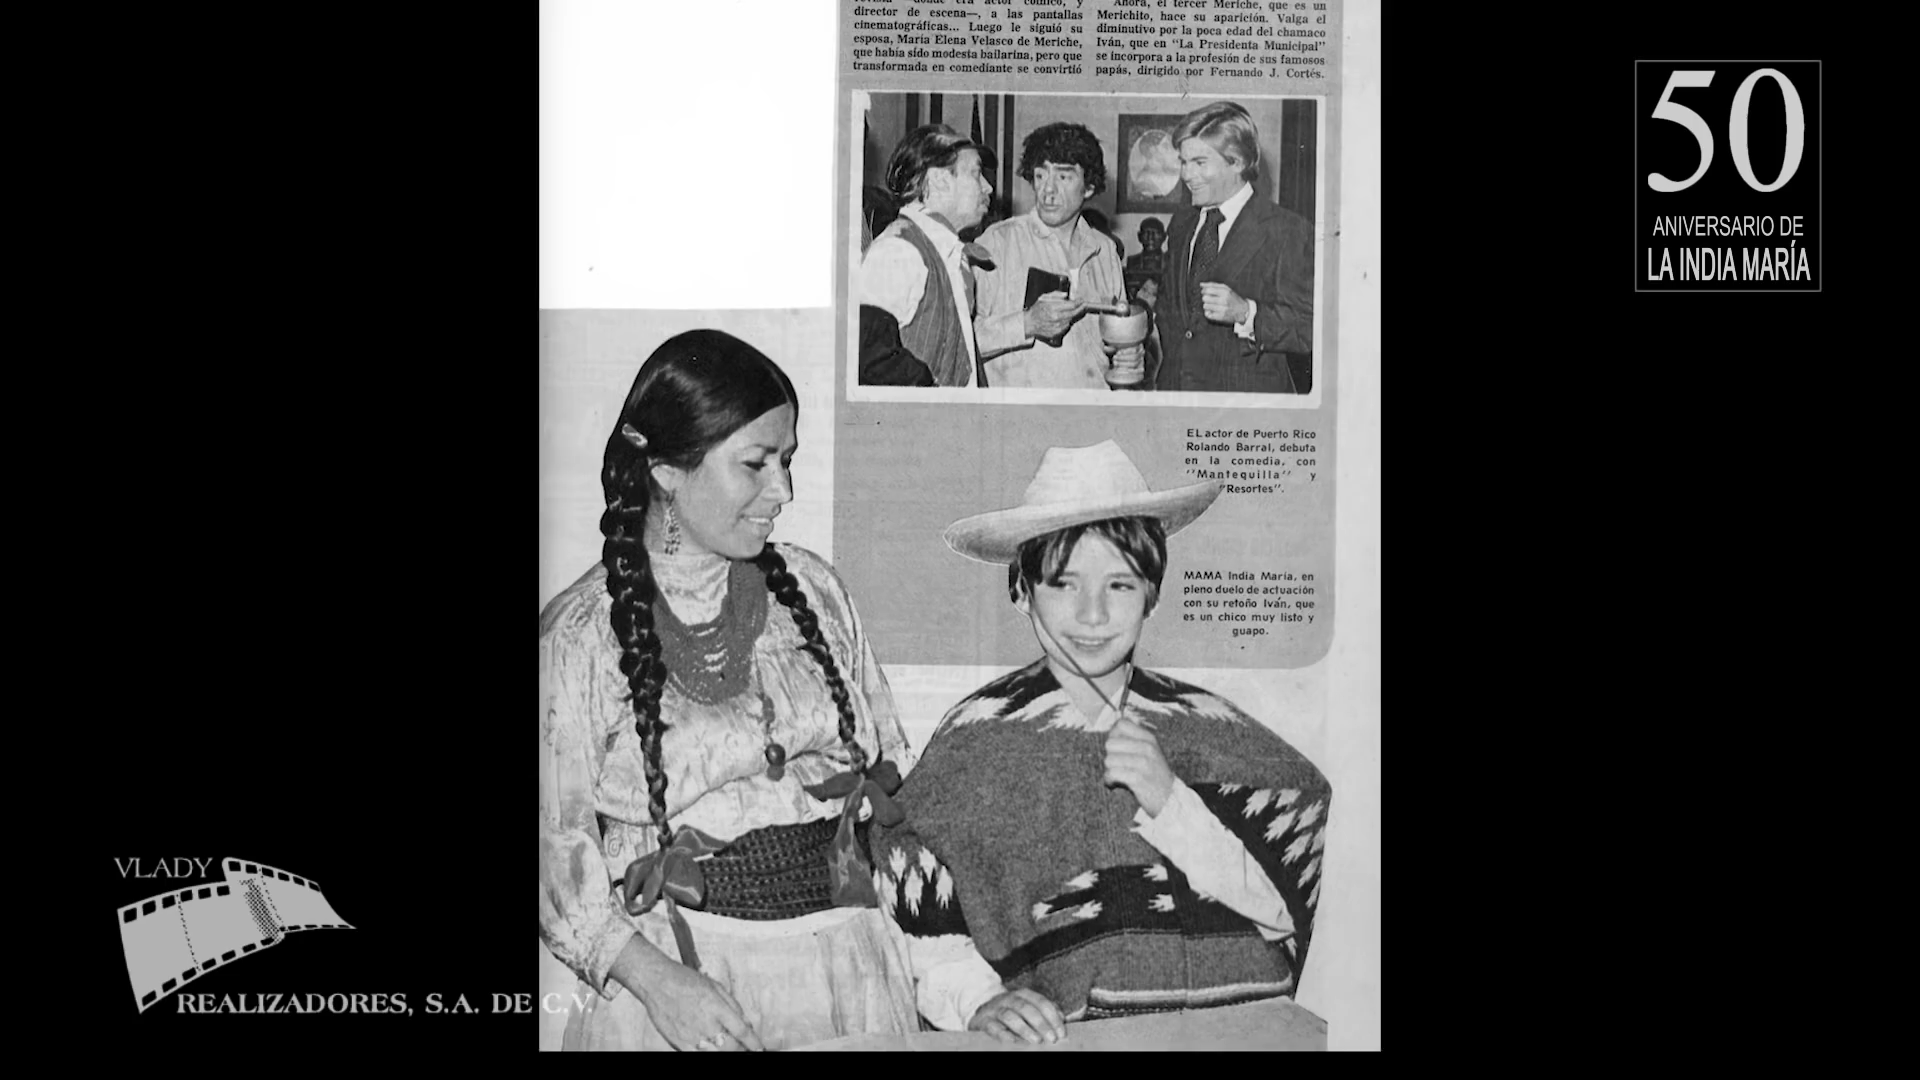 director de escena—, a las pantallas
cinematográficas... Luego le siguió su
esposa, María Elena Velasco de Meriche,
que había sido modesta bailarina, pero que
transformada en comediante se convirtió
Ahora, el tercer Meriche, que es un
Merichito, hace su aparición. Valga el
diminutivo por la poca edad del chamaco
Iván, que en "La Presidenta Municipal"
se incorpora a la profesión de sus famosos
papás, dirigido por Fernando J. Cortés.
EL actor de Puerto Rico
Rolando Barral, debuta
en la comedia, con
"Mantequilla" y
"Resortes".
MAMA India María, en
pleno duelo de actuación
con su retoño Iván, que
es un chico muy listo y
guapo.
50
ANIVERSARIO DE
LA INDIA MARÍA
VLADY
REALIZADORES, S.A. DE C.V.